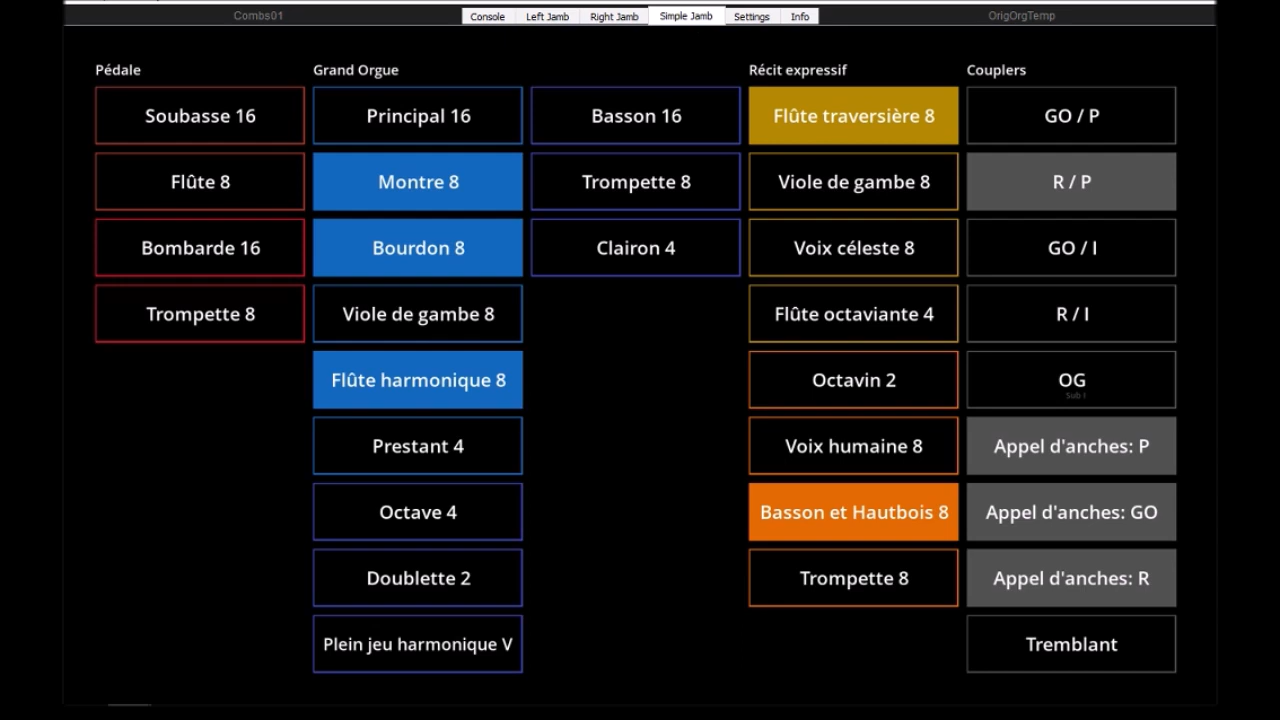 Combs01 Console Left Jamb Right Jamb Simple Jamb Settings Info OrigOrgTemp
Pédale Grand Orgue Récit expressif Couplers
Soubasse 16 Principal 16 Basson 16 Flûte traversière 8 GO / P
Flûte 8 Montre 8 Trompette 8 Viole de gambe 8 R / P
Bombarde 16 Bourdon 8 Clairon 4 Voix céleste 8 GO / I
Trompette 8 Viole de gambe 8 Flûte octaviante 4 R / I
Flûte harmonique 8 Octavin 2 OG
Sub I
Prestant 4 Voix humaine 8 Appel d'anches: P
Octave 4 Basson et Hautbois 8 Appel d'anches: GO
Doublette 2 Trompette 8 Appel d'anches: R
Plein jeu harmonique V Tremblant